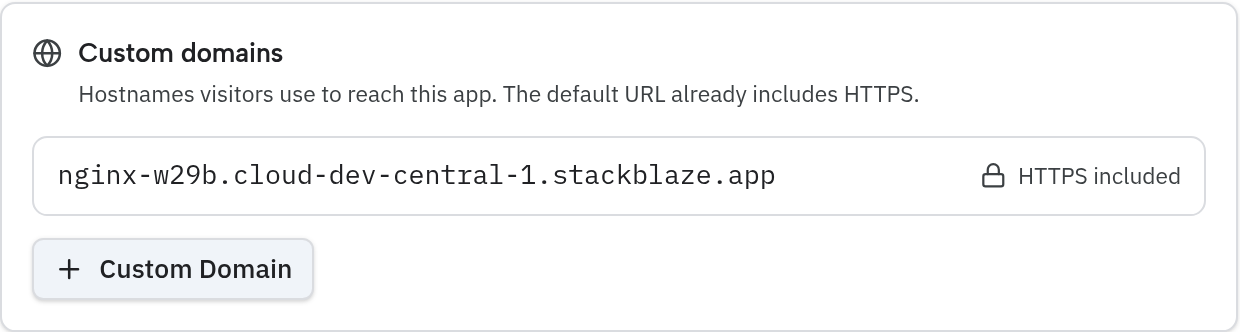 Custom domains
Hostnames visitors use to reach this app. The default URL already includes HTTPS.
nginx-w29b.cloud-dev-central-1.stackblaze.app HTTPS included
+ Custom Domain